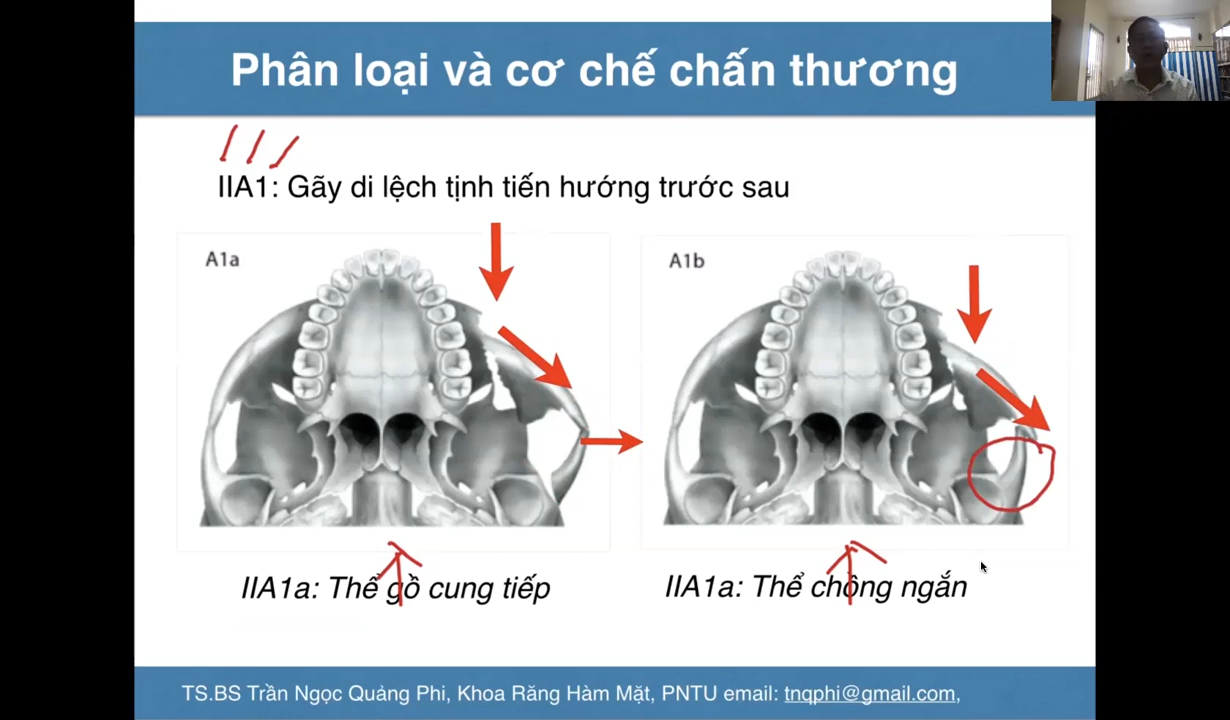 Phân loại và cơ chế chấn thương
IIA1: Gãy di lệch tịnh tiến hướng trước sau
A1a
A1b
IIA1a: Thể gồ cung tiếp
IIA1a: Thể chồng ngắn
TS.BS Trần Ngọc Quảng Phi, Khoa Răng Hàm Mặt, PNTU email: tnqphi@gmail.com,